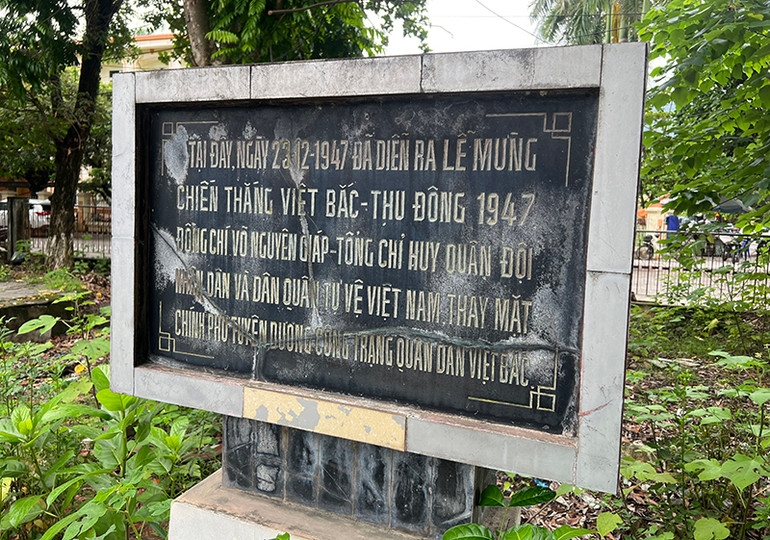 TẠI ĐÂY, NGÀY 23-12-1947 ĐÃ DIỄN RA LỄ MỪNG
CHIẾN THẮNG VIỆT BẮC-THU ĐÔNG 1947
ĐỒNG CHÍ VÕ NGUYÊN GIÁP-TỔNG CHỈ HUY QUÂN ĐỘI
NHÂN DÂN VÀ DÂN QUÂN TỰ VỆ VIỆT NAM THAY MẶT
CHÍNH PHỦ TUYÊN DƯƠNG CÔNG TRẠNG QUÂN DÂN VIỆT BẮC